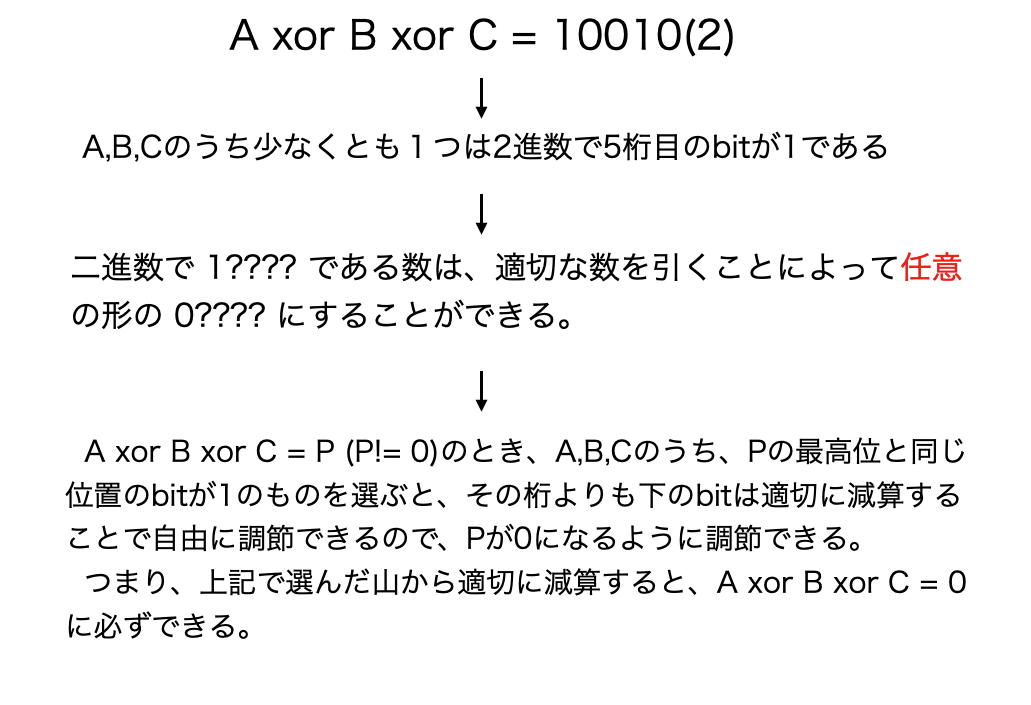 A xor B xor C = 10010(2)
A,B,Cのうち少なくとも１つは2進数で5桁目のbitが1である
二進数で 1???? である数は、適切な数を引くことによって任意
の形の 0???? にすることができる。
A xor B xor C = P (P!= 0)のとき、A,B,Cのうち、Pの最高位と同じ
位置のbitが1のものを選ぶと、その桁よりも下のbitは適切に減算する
ことで自由に調節できるので、Pが0になるように調節できる。
つまり、上記で選んだ山から適切に減算すると、A xor B xor C = 0
に必ずできる。